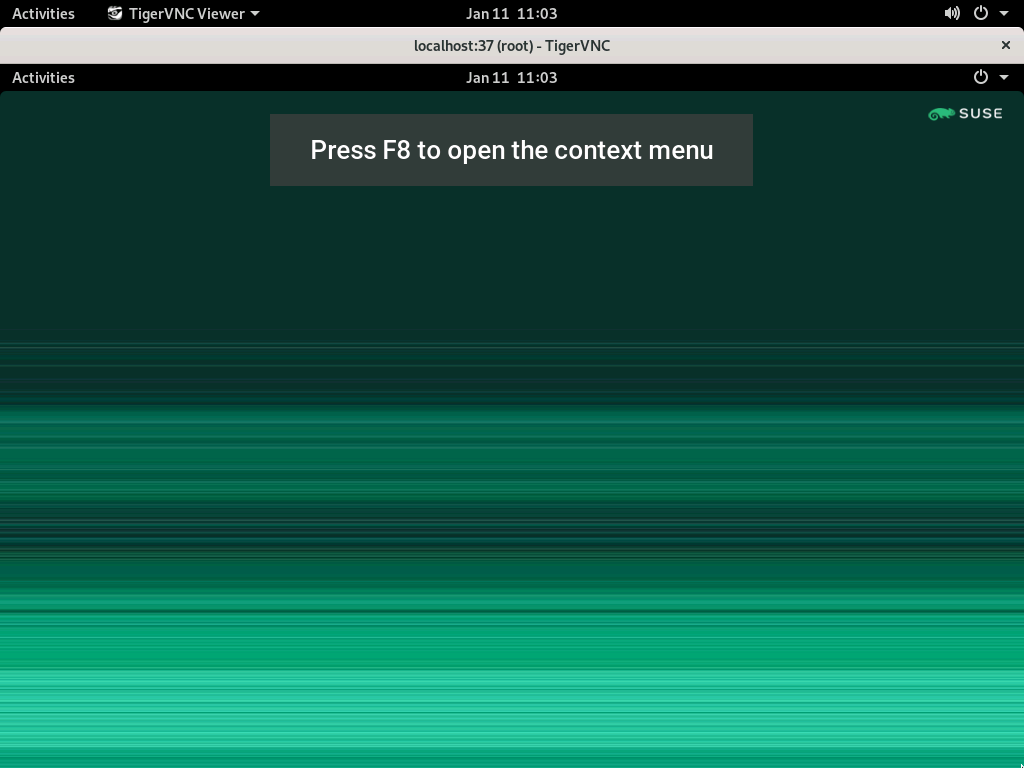 Activities TigerVNC Viewer Jan 11 11:03
localhost:37 (root) - TigerVNC
Activities Jan 11 11:03
SUSE
Press F8 to open the context menu